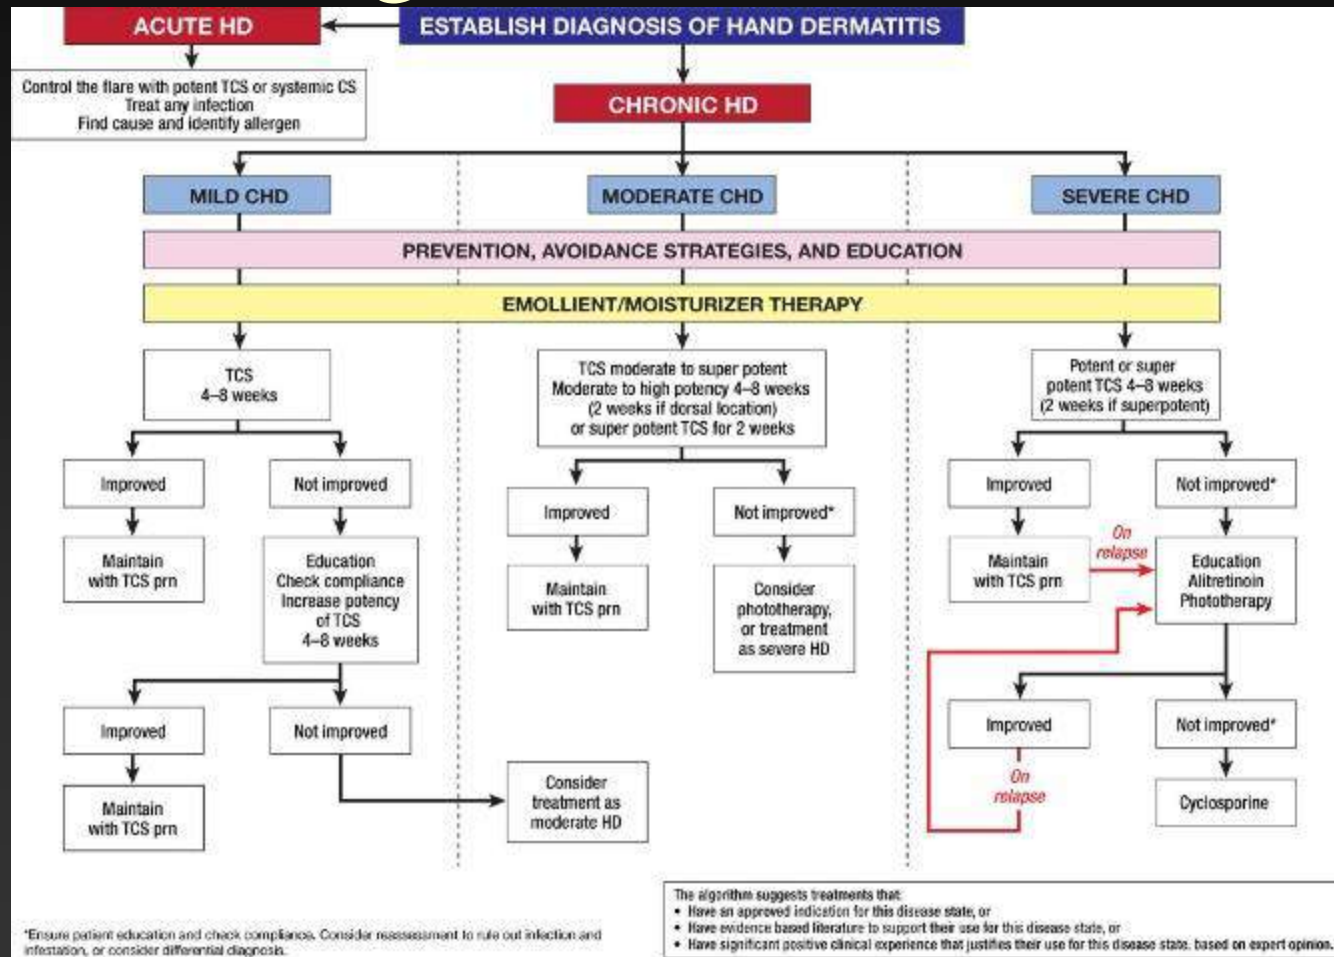 ACUTE HD
ESTABLISH DIAGNOSIS OF HAND DERMATITIS
Control the flare with potent TCS or systemic CS
Treat any infection
Find cause and identify allergen
CHRONIC HD
MILD CHD
MODERATE CHD
SEVERE CHD
PREVENTION, AVOIDANCE STRATEGIES, AND EDUCATION
EMOLLIENT/MOISTURIZER THERAPY
TCS
4–8 weeks
TCS moderate to super potent
Moderate to high potency 4–8 weeks
(2 weeks if dorsal location)
or super potent TCS for 2 weeks
Potent or super
potent TCS 4–8 weeks
(2 weeks if superpotent)
Improved
Not improved
Improved
Not improved*
Improved
Not improved*
Maintain
with TCS prn
Education
Check compliance
Increase potency
of TCS
4–8 weeks
Maintain
with TCS prn
Consider
phototherapy,
or treatment
as severe HD
Maintain
with TCS prn
On
relapse
Education
Alitretinoin
Phototherapy
Improved
Not improved
Improved
Not improved*
Maintain
with TCS prn
Consider
treatment as
moderate HD
On
relapse
Cyclosporine
*Ensure patient education and check compliance. Consider reassessment to rule out infection and
infestation, or consider differential diagnosis.
The algorithm suggests treatments that:
• Have an approved indication for this disease state, or
• Have evidence based literature to support their use for this disease state, or
• Have significant positive clinical experience that justifies their use for this disease state, based on expert opinion.